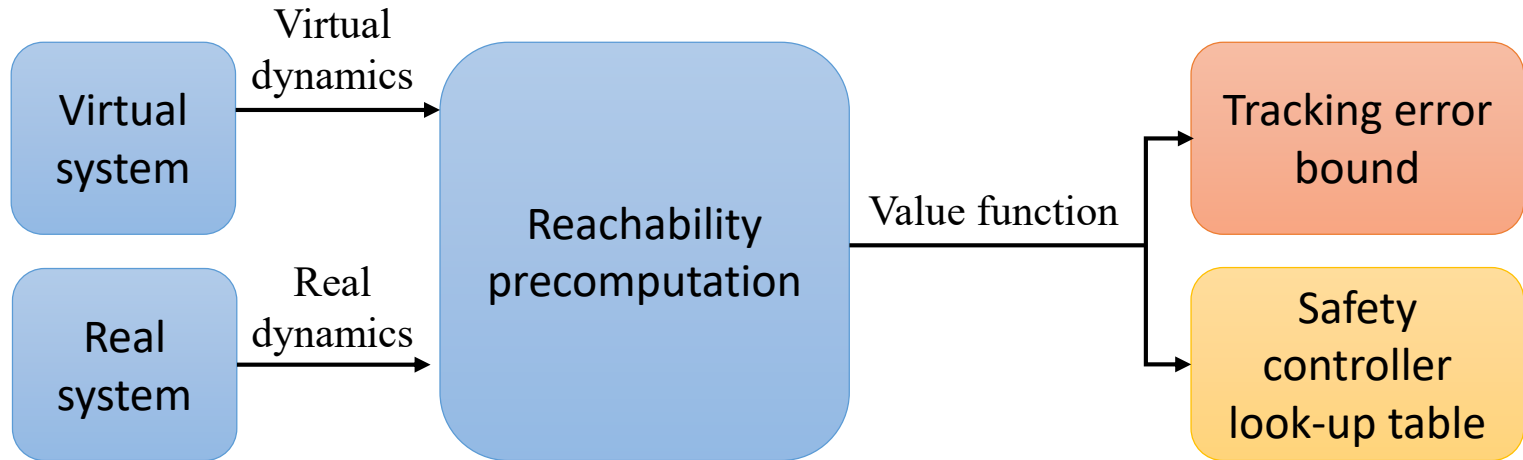 Virtual
system
Virtual
dynamics
Real
system
Real
dynamics
Reachability
precomputation
Value function
Tracking error
bound
Safety
controller
look-up table